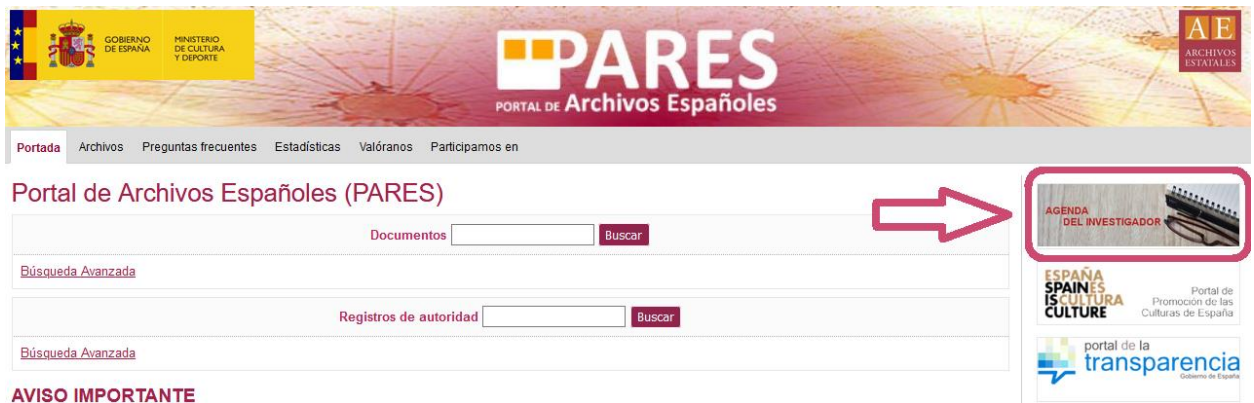 GOBIERNO
DE ESPAÑA
MINISTERIO
DE CULTURA
Y DEPORTE
PARES
PORTAL DE Archivos Españoles
AE
ARCHIVOS
ESTATALES
Portada Archivos Preguntas frecuentes Estadísticas Valóranos Participamos en
Portal de Archivos Españoles (PARES)
Documentos Buscar
Búsqueda Avanzada
Registros de autoridad Buscar
Búsqueda Avanzada
AVISO IMPORTANTE
AGENDA
DEL INVESTIGADOR
ESPAÑA
SPAIN ES
IS CULTURA
CULTURE
Portal de
Promoción de las
Culturas de España
portal de la
transparencia
Gobierno de España